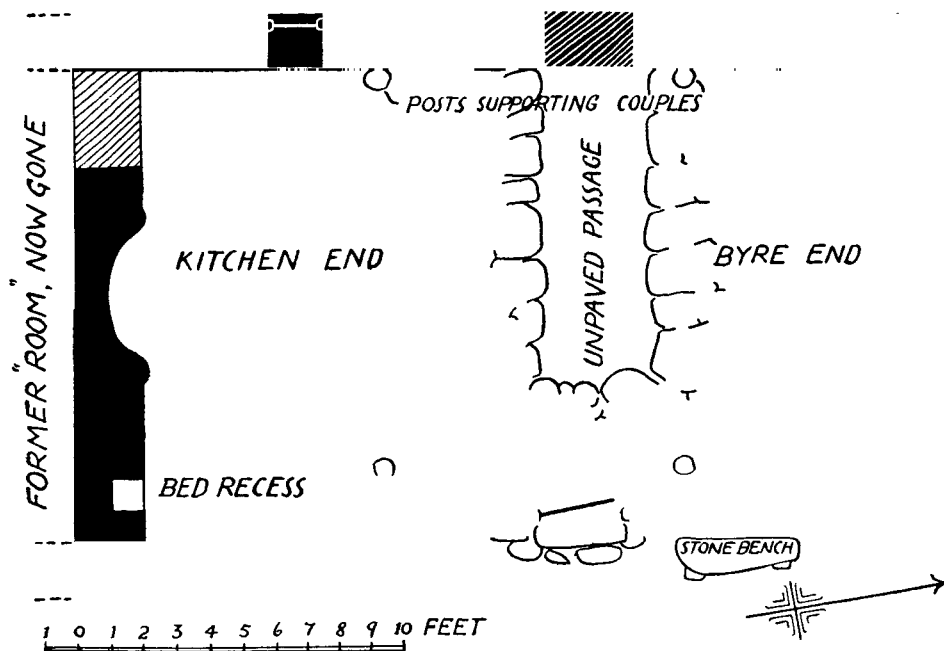 POSTS SUPPORTING COUPLES
FORMER "ROOM," NOW GONE
KITCHEN END
UNPAVED PASSAGE
BYRE END
BED RECESS
STONE BENCH
1 0 1 2 3 4 5 6 7 8 9 10 FEET